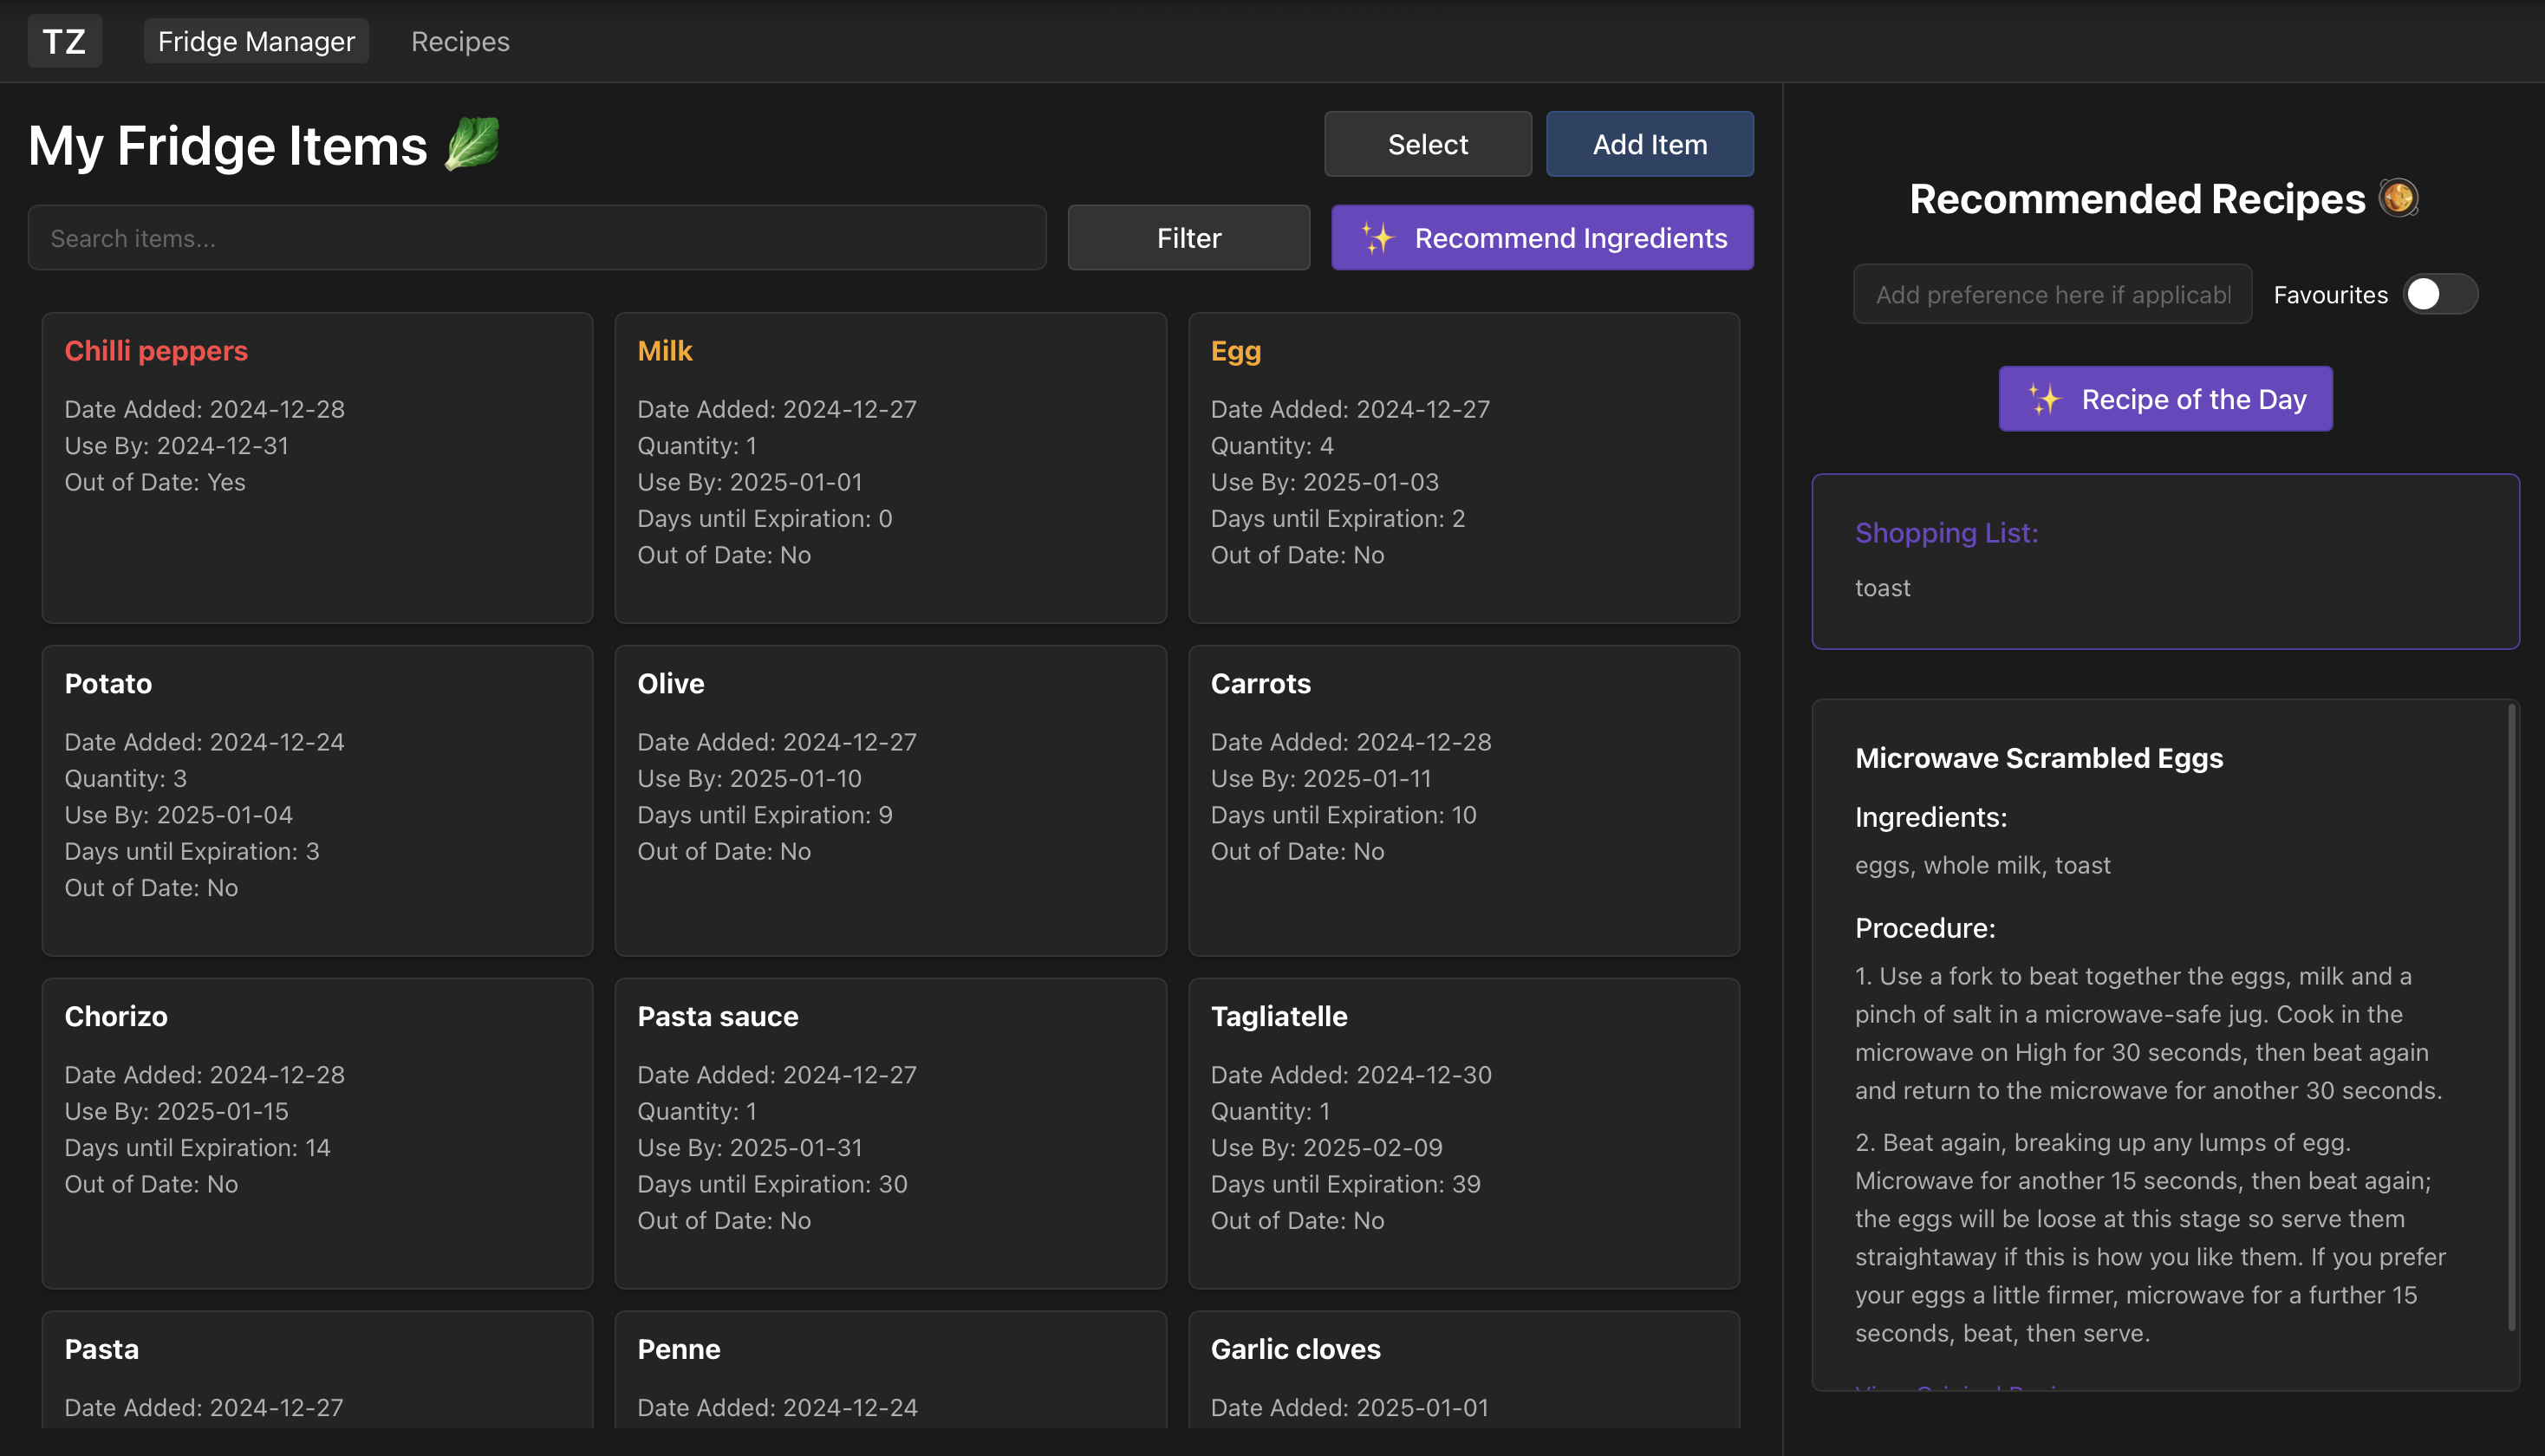 TZ
Fridge Manager
Recipes
My Fridge Items
Select
Add Item
Search items...
Filter
Recommend Ingredients
Chilli peppers
Date Added: 2024-12-28
Use By: 2024-12-31
Out of Date: Yes
Milk
Date Added: 2024-12-27
Quantity: 1
Use By: 2025-01-01
Days until Expiration: 0
Out of Date: No
Egg
Date Added: 2024-12-27
Quantity: 4
Use By: 2025-01-03
Days until Expiration: 2
Out of Date: No
Potato
Date Added: 2024-12-24
Quantity: 3
Use By: 2025-01-04
Days until Expiration: 3
Out of Date: No
Olive
Date Added: 2024-12-27
Use By: 2025-01-10
Days until Expiration: 9
Out of Date: No
Carrots
Date Added: 2024-12-28
Use By: 2025-01-11
Days until Expiration: 10
Out of Date: No
Chorizo
Date Added: 2024-12-28
Use By: 2025-01-15
Days until Expiration: 14
Out of Date: No
Pasta sauce
Date Added: 2024-12-27
Quantity: 1
Use By: 2025-01-31
Days until Expiration: 30
Out of Date: No
Tagliatelle
Date Added: 2024-12-30
Quantity: 1
Use By: 2025-02-09
Days until Expiration: 39
Out of Date: No
Pasta
Date Added: 2024-12-27
Penne
Date Added: 2024-12-24
Garlic cloves
Date Added: 2025-01-01
Recommended Recipes
Add preference here if applicabl
Favourites
Recipe of the Day
Shopping List:
toast
Microwave Scrambled Eggs
Ingredients:
eggs, whole milk, toast
Procedure:
1. Use a fork to beat together the eggs, milk and a
pinch of salt in a microwave-safe jug. Cook in the
microwave on High for 30 seconds, then beat again
and return to the microwave for another 30 seconds.
2. Beat again, breaking up any lumps of egg.
Microwave for another 15 seconds, then beat again;
the eggs will be loose at this stage so serve them
straightaway if this is how you like them. If you prefer
your eggs a little firmer, microwave for a further 15
seconds, beat, then serve.